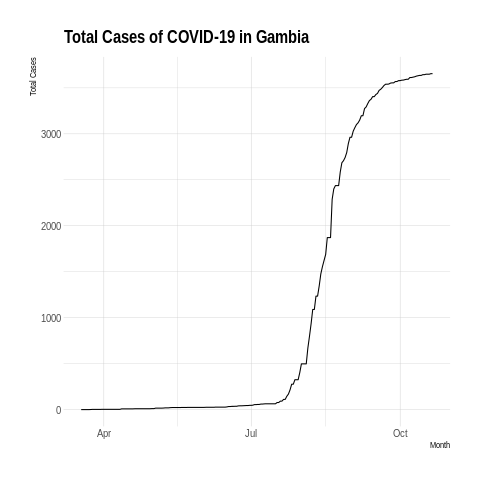 Total Cases of COVID-19 in Gambia
Total Cases
3000
2000
1000
0
Apr
Jul
Oct
Month